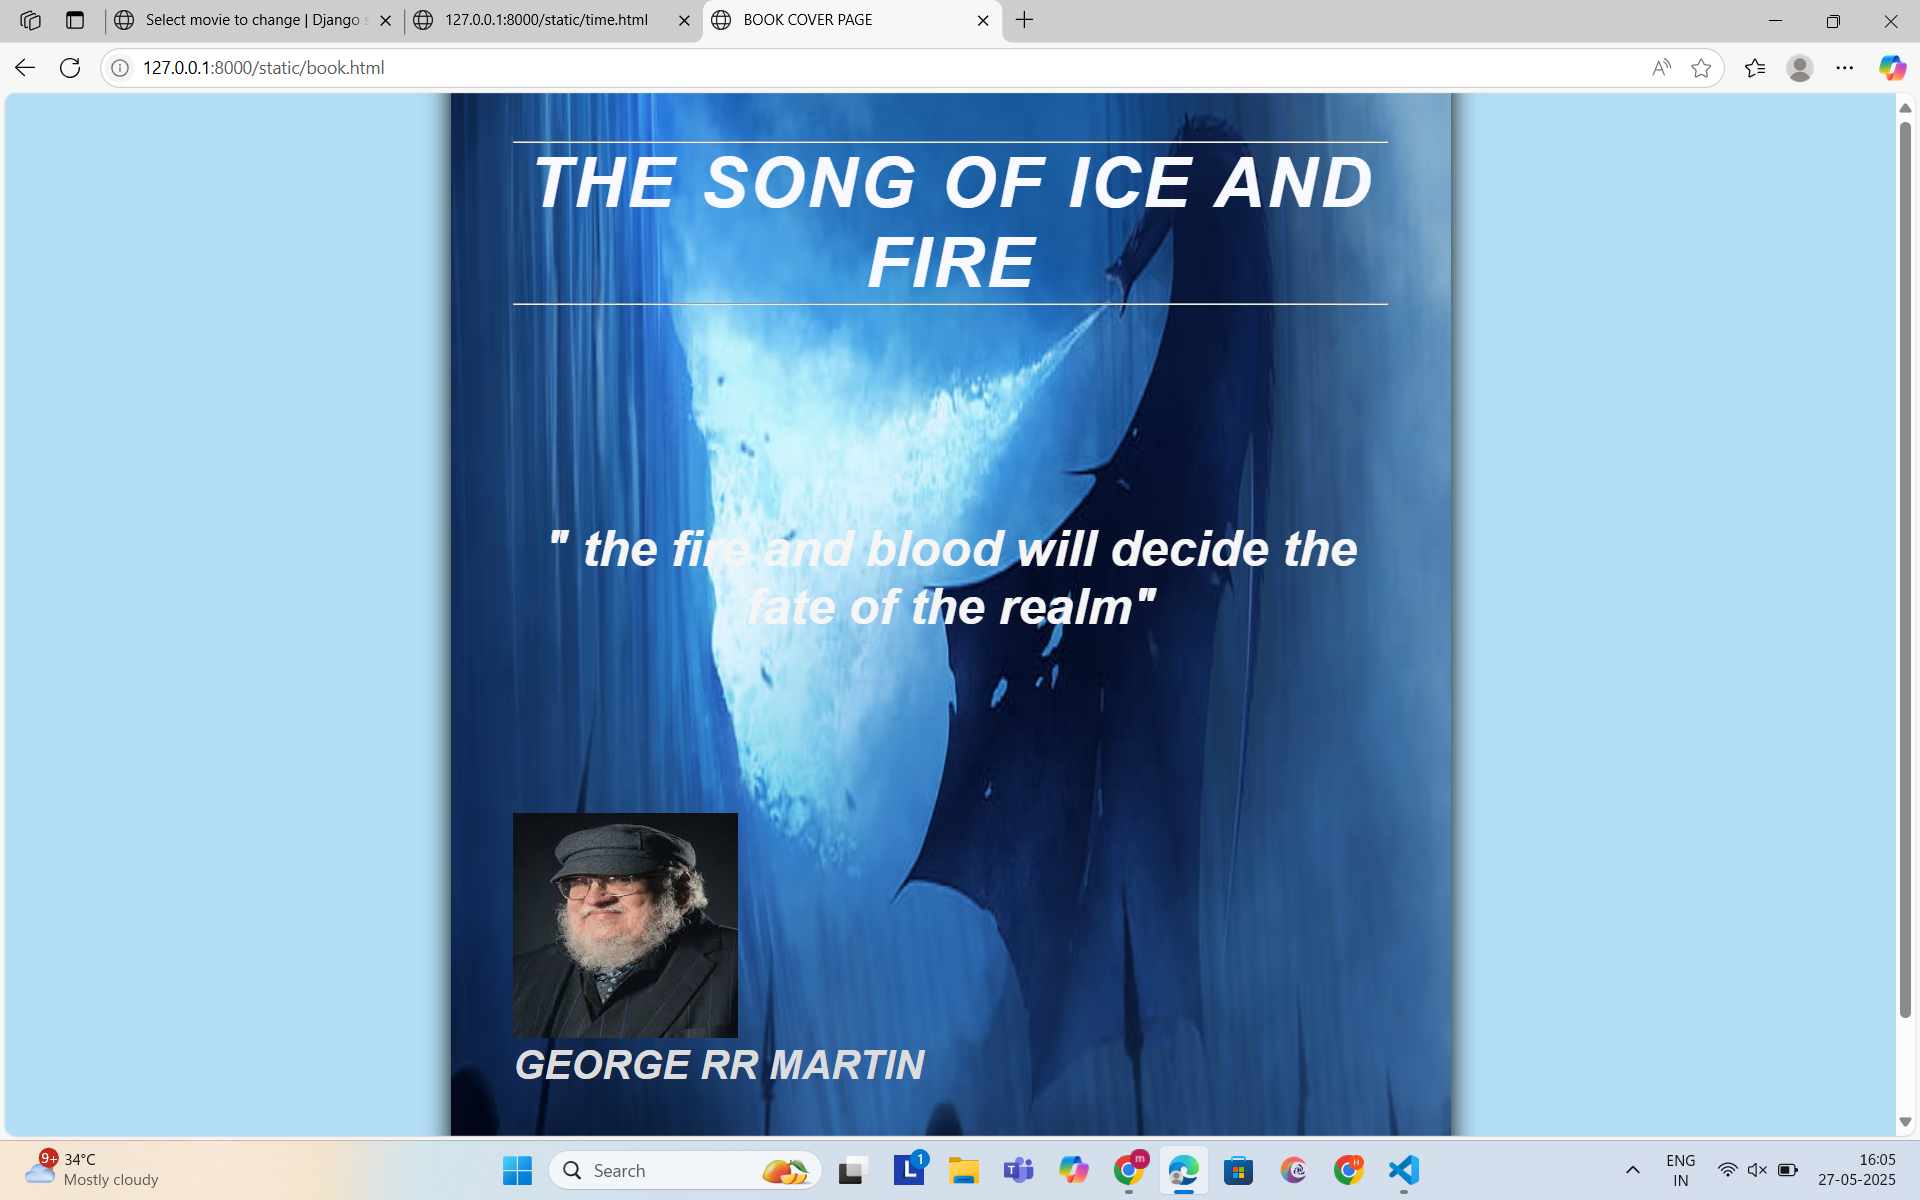 Select movie to change | Django s
127.0.0.1:8000/static/time.html
BOOK COVER PAGE
127.0.0.1:8000/static/book.html
THE SONG OF ICE AND
FIRE
" the fire and blood will decide the
fate of the realm"
GEORGE RR MARTIN
9+
34°C
Mostly cloudy
Search
L
1
m
H
ENG
IN
16:05
27-05-2025